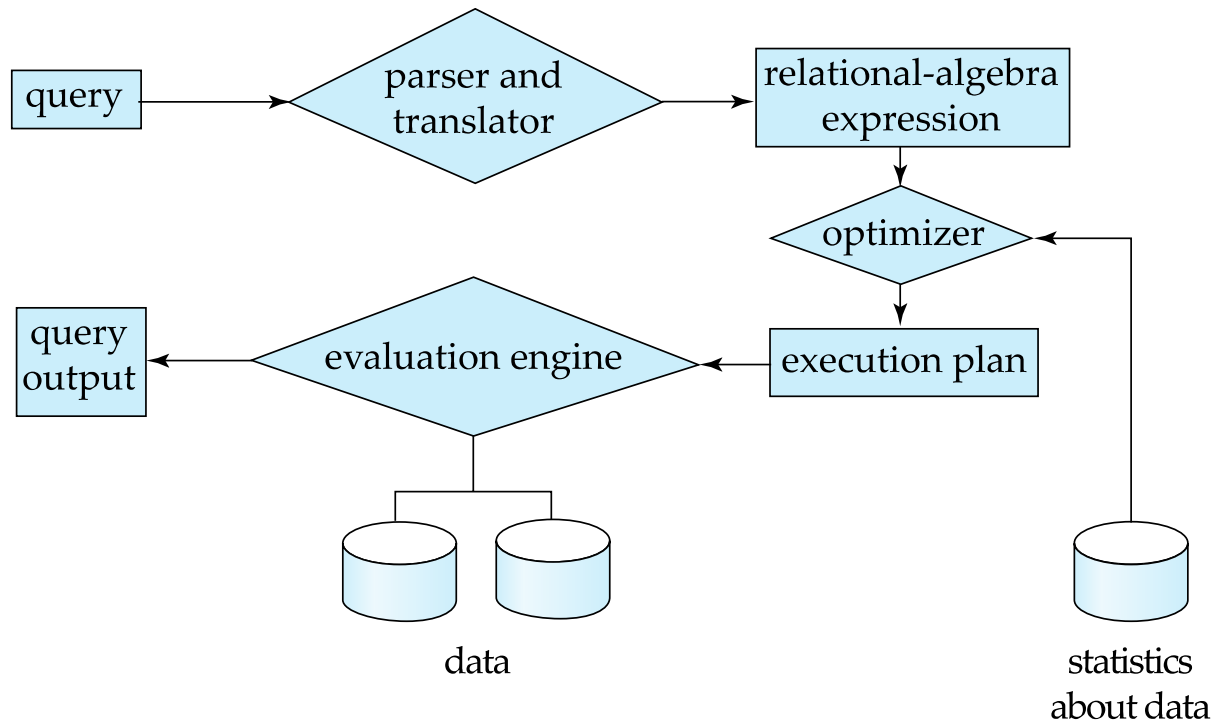 query
parser and
translator
relational-algebra
expression
optimizer
query
output
evaluation engine
execution plan
data
statistics
about data